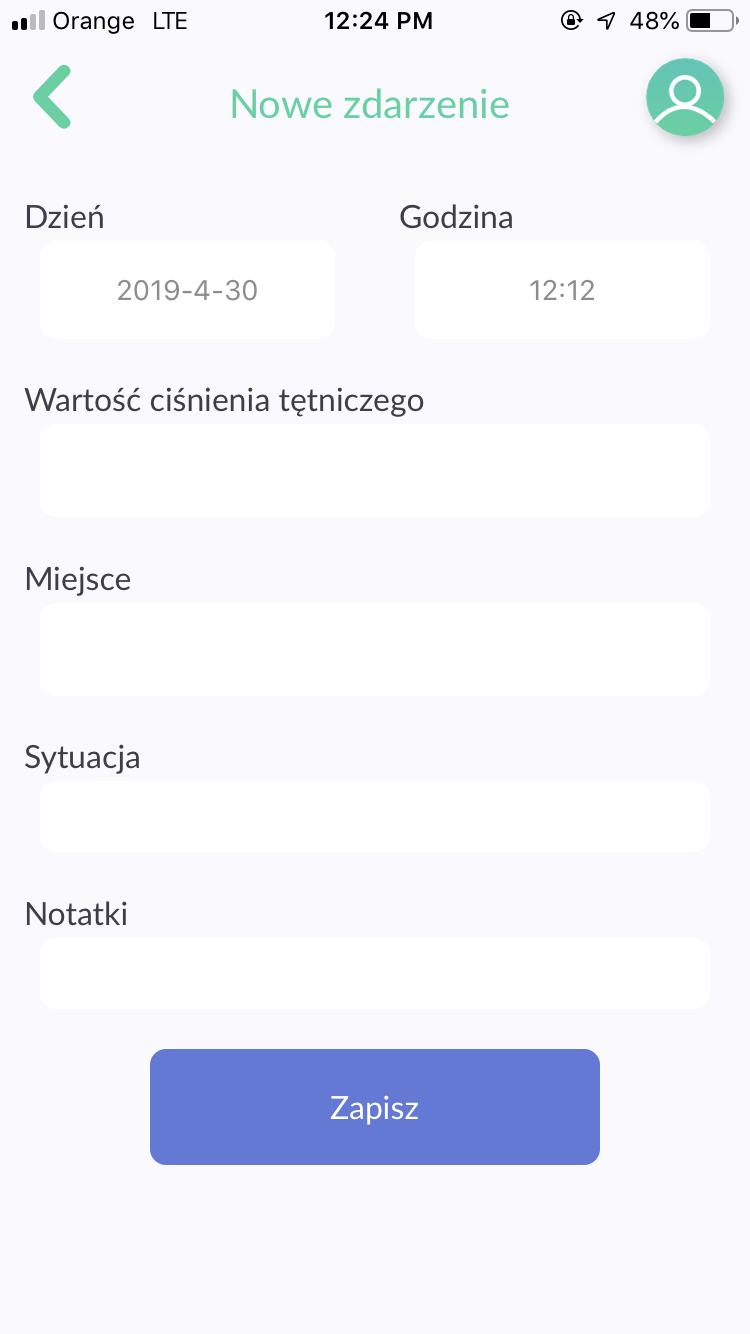 Orange LTE 12:24 PM 48%
Nowe zdarzenie
Dzień Godzina
2019-4-30 12:12
Wartość ciśnienia tętniczego
Miejsce
Sytuacja
Notatki
Zapisz